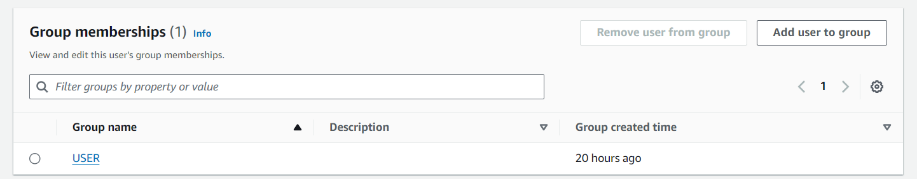 Group memberships (1) Info
Remove user from group
Add user to group
View and edit this user's group memberships.
Filter groups by property or value
1
Group name Description Group created time
USER 20 hours ago